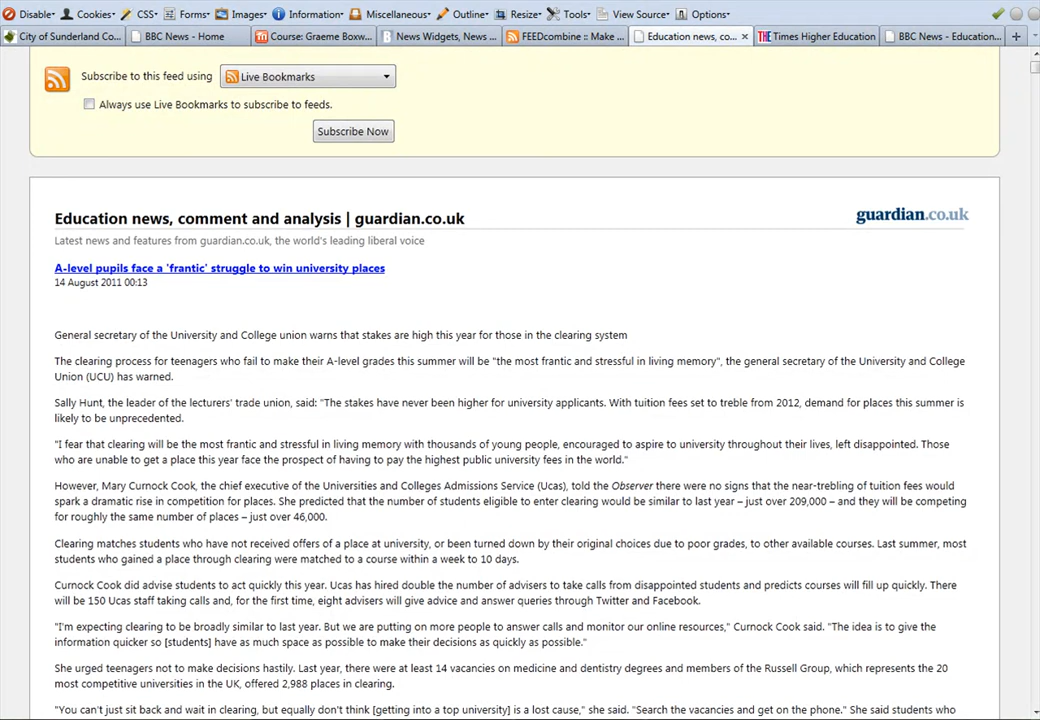 Disable▾ Cookies▾ CSS▾ Forms▾ Images▾ Information▾ Miscellaneous▾ Outline▾ Resize▾ Tools▾ View Source▾ Options▾
City of Sunderland Co... BBC News - Home Course: Graeme Boxw... News Widgets, News ... FEEDcombine :: Make ... Education news, co... × Times Higher Education BBC News - Education...
Subscribe to this feed using Live Bookmarks
Always use Live Bookmarks to subscribe to feeds.
Subscribe Now
Education news, comment and analysis | guardian.co.uk
guardian.co.uk
Latest news and features from guardian.co.uk, the world's leading liberal voice
A-level pupils face a 'frantic' struggle to win university places
14 August 2011 00:13
General secretary of the University and College union warns that stakes are high this year for those in the clearing system
The clearing process for teenagers who fail to make their A-level grades this summer will be "the most frantic and stressful in living memory", the general secretary of the University and College
Union (UCU) has warned.
Sally Hunt, the leader of the lecturers' trade union, said: "The stakes have never been higher for university applicants. With tuition fees set to treble from 2012, demand for places this summer is
likely to be unprecedented.
"I fear that clearing will be the most frantic and stressful in living memory with thousands of young people, encouraged to aspire to university throughout their lives, left disappointed. Those
who are unable to get a place this year face the prospect of having to pay the highest public university fees in the world."
However, Mary Curnock Cook, the chief executive of the Universities and Colleges Admissions Service (Ucas), told the Observer there were no signs that the near-trebling of tuition fees would
spark a dramatic rise in competition for places. She predicted that the number of students eligible to enter clearing would be similar to last year – just over 209,000 – and they will be competing
for roughly the same number of places – just over 46,000.
Clearing matches students who have not received offers of a place at university, or been turned down by their original choices due to poor grades, to other available courses. Last summer, most
students who gained a place through clearing were matched to a course within a week to 10 days.
Curnock Cook did advise students to act quickly this year. Ucas has hired double the number of advisers to take calls from disappointed students and predicts courses will fill up quickly. There
will be 150 Ucas staff taking calls and, for the first time, eight advisers will give advice and answer queries through Twitter and Facebook.
"I'm expecting clearing to be broadly similar to last year. But we are putting on more people to answer calls and monitor our online resources," Curnock Cook said. "The idea is to give the
information quicker so [students] have as much space as possible to make their decisions as quickly as possible."
She urged teenagers not to make decisions hastily. Last year, there were at least 14 vacancies on medicine and dentistry degrees and members of the Russell Group, which represents the 20
most competitive universities in the UK, offered 2,988 places in clearing.
"You can't just sit back and wait in clearing, but equally don't think [getting into a top university] is a lost cause," she said. "Search the vacancies and get on the phone." She said students who